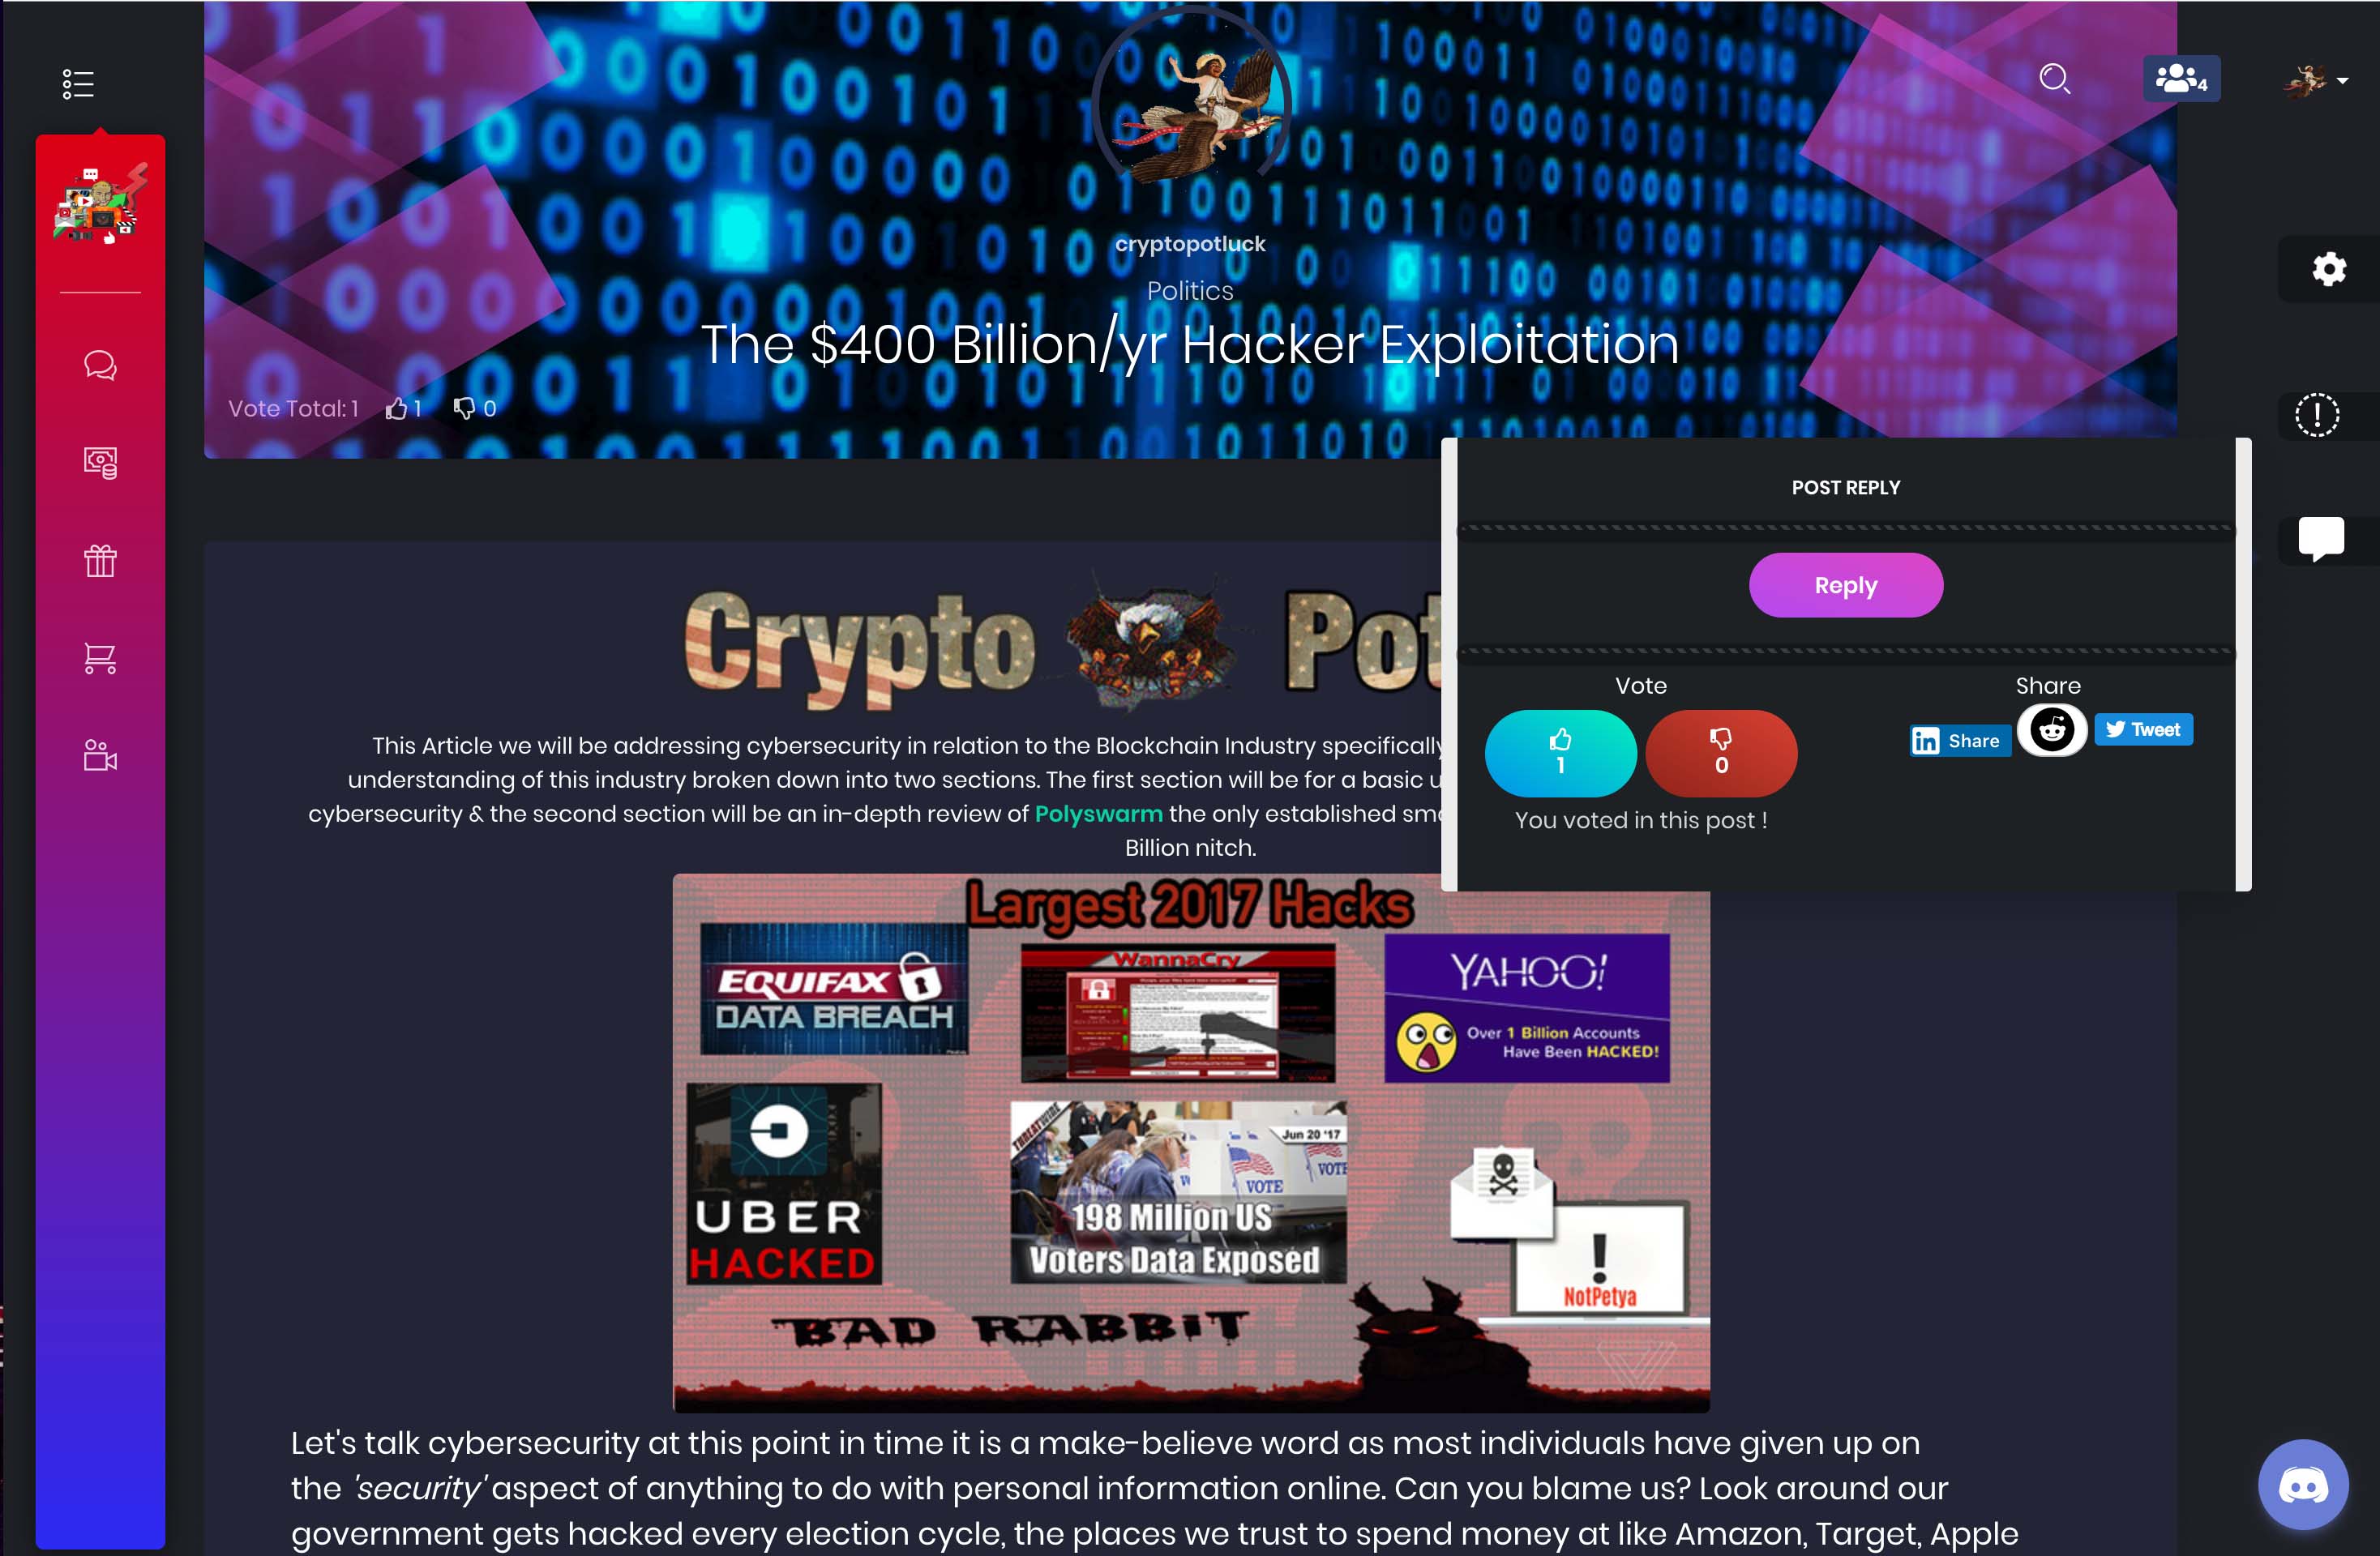 4
cryptopotluck
Politics
The $400 Billion/yr Hacker Exploitation
Vote Total: 1 1 0
POST REPLY
Reply
Vote
Share
1
0
Share
Tweet
You voted in this post !
Crypto Pot
This Article we will be addressing cybersecurity in relation to the Blockchain Industry specifically
understanding of this industry broken down into two sections. The first section will be for a basic u
cybersecurity & the second section will be an in-depth review of Polyswarm the only established sm
Billion nitch.
Largest 2017 Hacks
EQUIFAX
DATA BREACH
WannaCry
YAHOO!
Over 1 Billion Accounts
Have Been HACKED!
UBER
HACKED
THREATWIRE
Jun 20 '17
VOTE
VOTE
198 Million US
Voters Data Exposed
!
NotPetya
BAD RABBIT
Let's talk cybersecurity at this point in time it is a make-believe word as most individuals have given up on
the 'security' aspect of anything to do with personal information online. Can you blame us? Look around our
government gets hacked every election cycle, the places we trust to spend money at like Amazon, Target, Apple